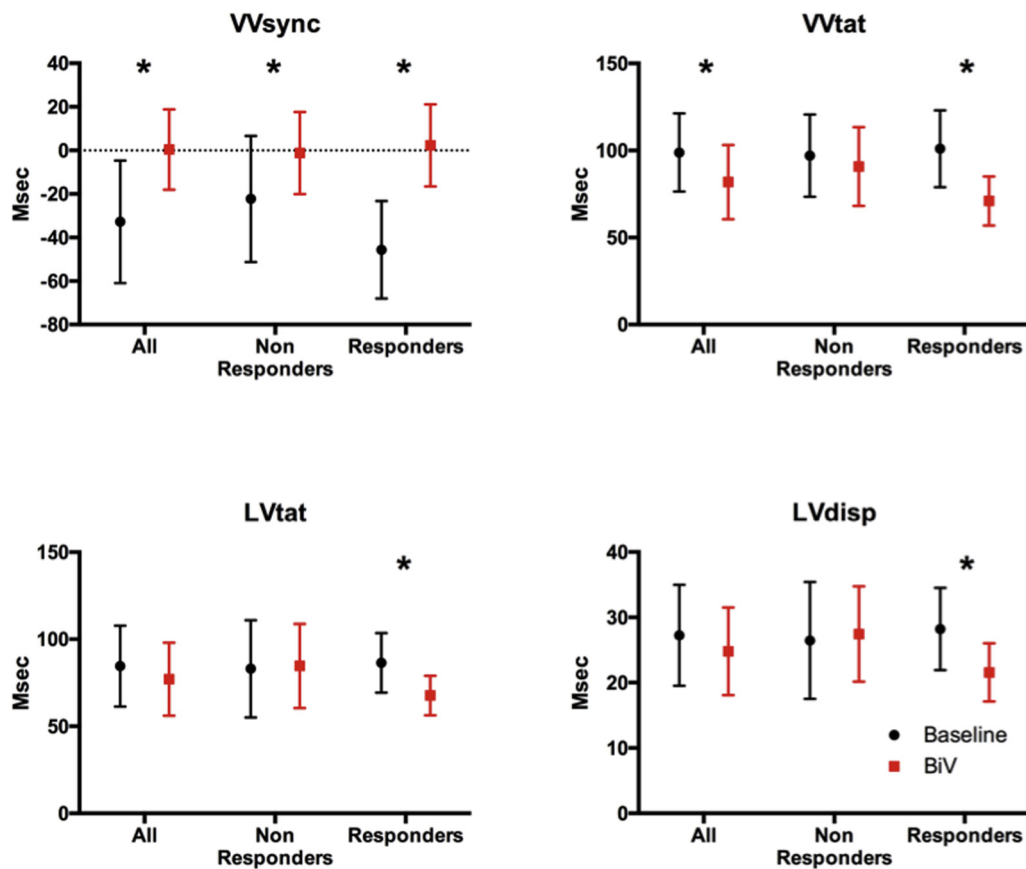 VVsync
*
*
*
40
20
0
-20
-40
-60
-80
Msec
All
Non
Responders
Responders
VVtat
*
*
150
100
50
0
Msec
All
Non
Responders
Responders
LVtat
*
150
100
50
0
Msec
All
Non
Responders
Responders
LVdisp
*
40
30
20
10
0
Msec
Baseline
BiV
All
Non
Responders
Responders